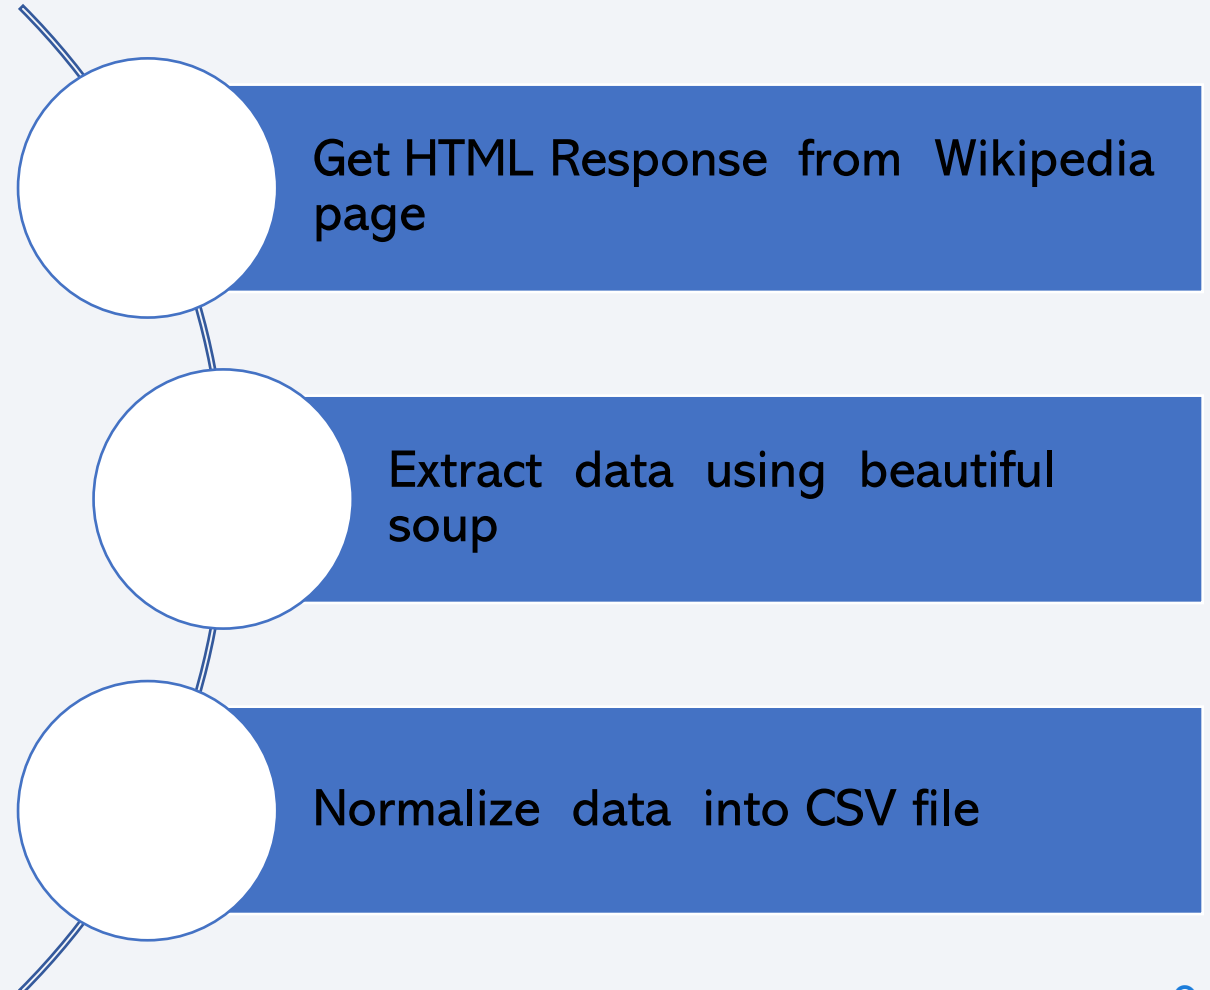 Get HTML Response from Wikipedia
page
Extract data using beautiful
soup
Normalize data into CSV file